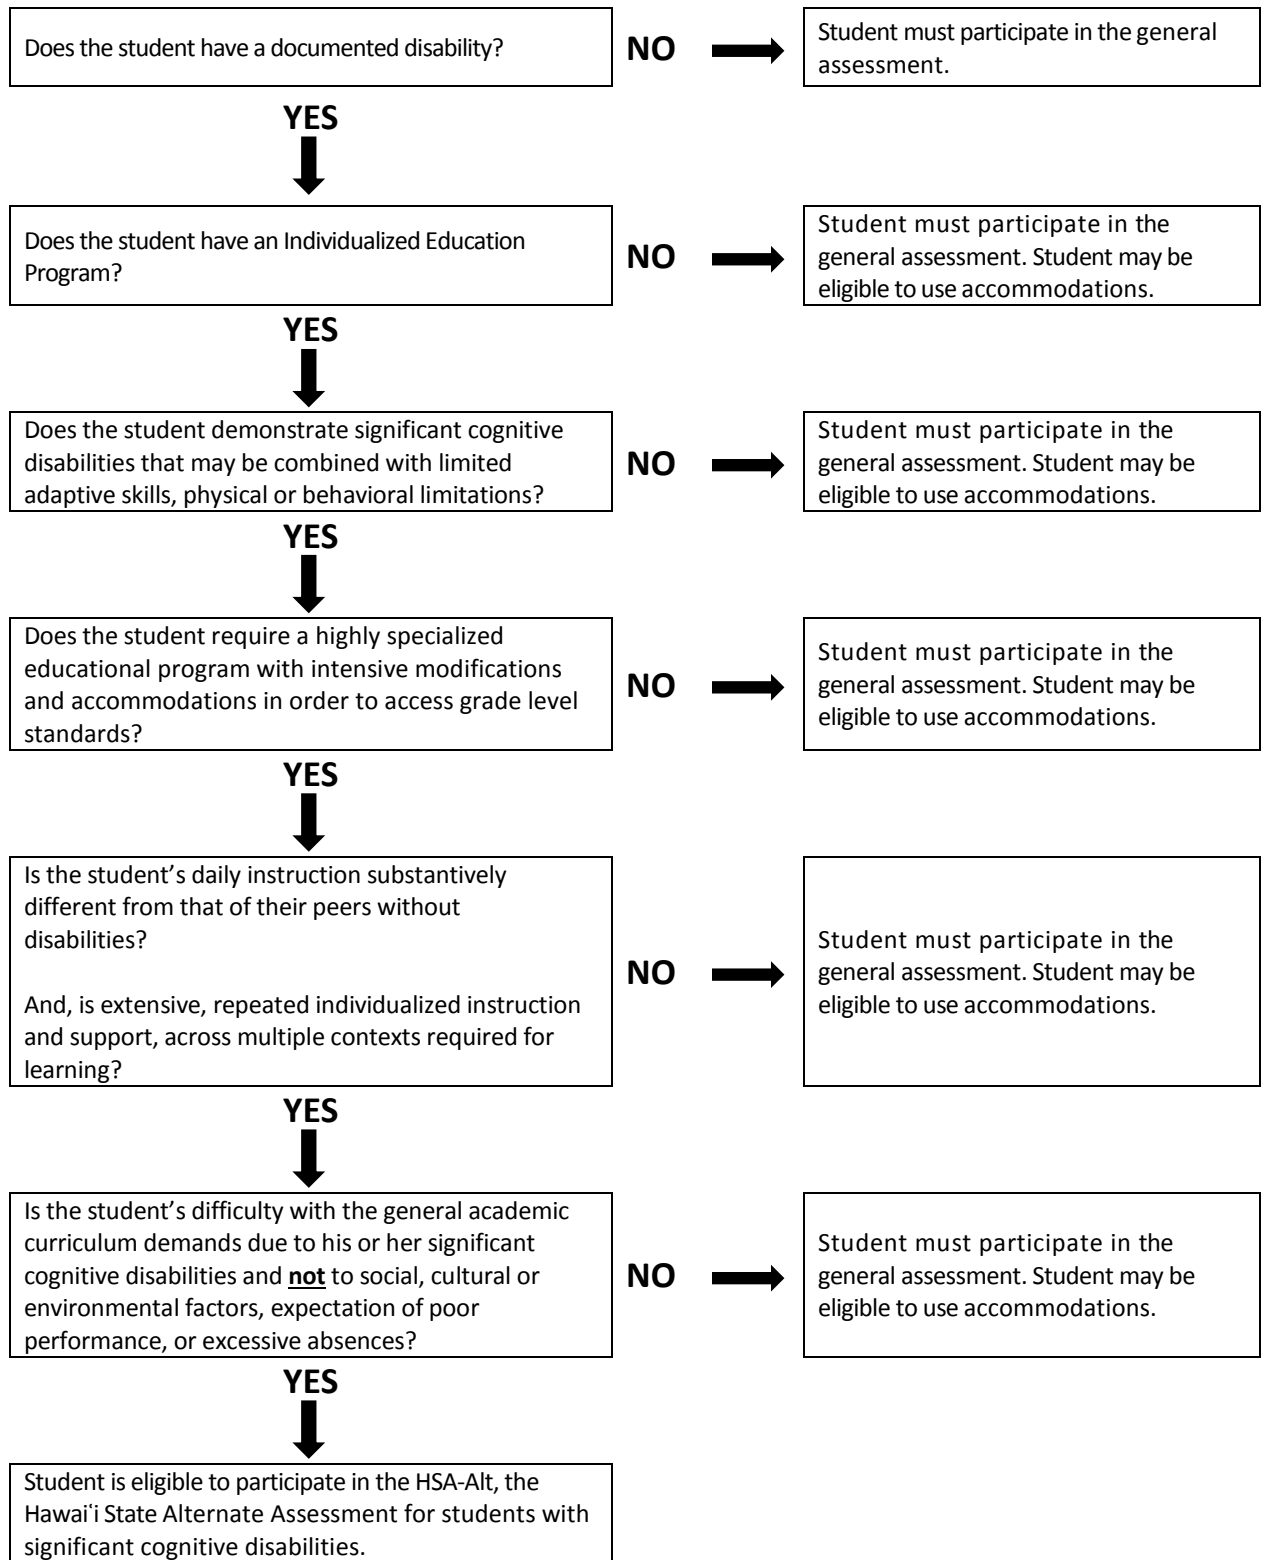 Does the student have a documented disability?
NO
Student must participate in the general
assessment.
YES
Does the student have an Individualized Education
Program?
NO
Student must participate in the
general assessment. Student may be
eligible to use accommodations.
YES
Does the student demonstrate significant cognitive
disabilities that may be combined with limited
adaptive skills, physical or behavioral limitations?
NO
Student must participate in the
general assessment. Student may be
eligible to use accommodations.
YES
Does the student require a highly specialized
educational program with intensive modifications
and accommodations in order to access grade level
standards?
NO
Student must participate in the
general assessment. Student may be
eligible to use accommodations.
YES
Is the student’s daily instruction substantively
different from that of their peers without
disabilities?
And, is extensive, repeated individualized instruction
and support, across multiple contexts required for
learning?
NO
Student must participate in the
general assessment. Student may be
eligible to use accommodations.
YES
Is the student’s difficulty with the general academic
curriculum demands due to his or her significant
cognitive disabilities and not to social, cultural or
environmental factors, expectation of poor
performance, or excessive absences?
NO
Student must participate in the
general assessment. Student may be
eligible to use accommodations.
YES
Student is eligible to participate in the HSA-Alt, the
Hawaiʻi State Alternate Assessment for students with
significant cognitive disabilities.